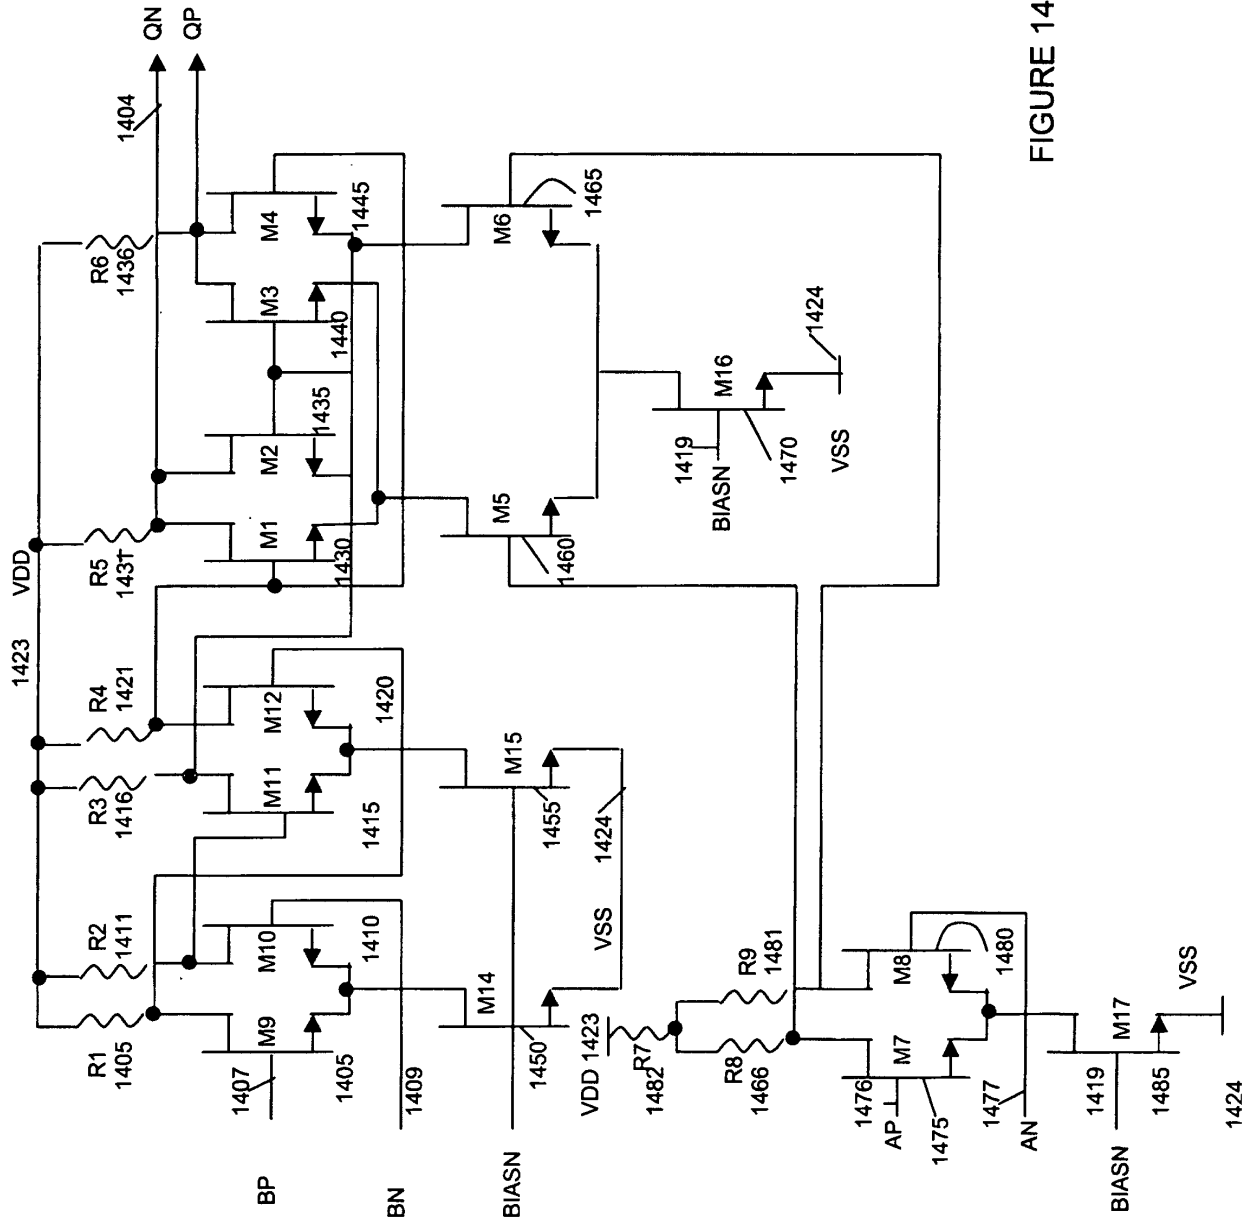 QN
QP
1404
FIGURE 14
VDD
1423
R1
1405
R2
1411
R3
1416
R4
1421
R5
1431
R6
1436
M9
M10
M11
M12
M1
M2
M3
M4
1407
1405
1410
1415
1420
1430
1435
1440
1445
BP
1409
BN
M14
M15
M5
M6
1450
1455
1460
1465
BIASN
VSS
1424
1419
BIASN
M16
1470
1424
VSS
VDD 1423
R7
1482
R8
1466
R9
1481
M7
M8
1476
AP
1475
1477
AN
1480
1419
BIASN
M17
1485
VSS
1424